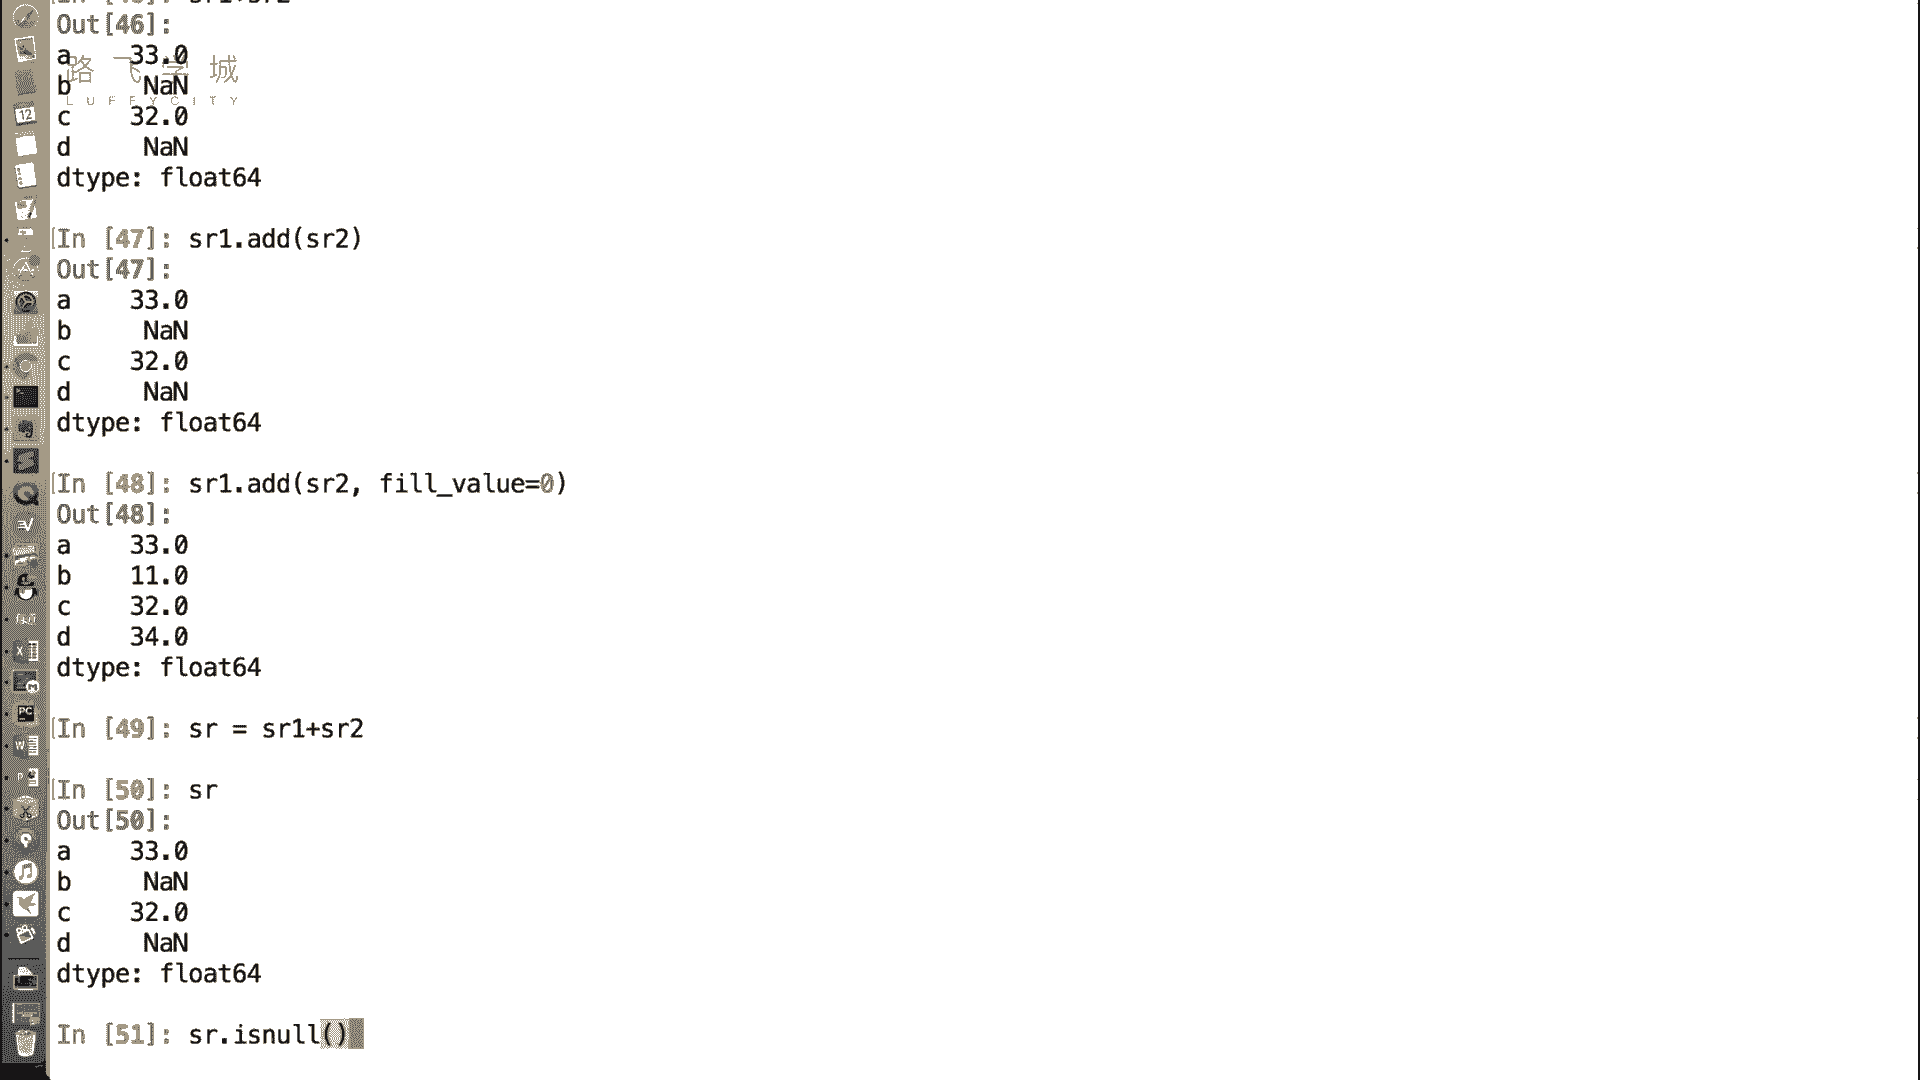 Out[46]:
a    33.0
路飞学城
b     NaN
LUFFYCITY
c    32.0
d     NaN
dtype: float64
In [47]: sr1.add(sr2)
Out[47]:
a    33.0
b     NaN
c    32.0
d     NaN
dtype: float64
In [48]: sr1.add(sr2, fill_value=0)
Out[48]:
a    33.0
b    11.0
c    32.0
d    34.0
dtype: float64
In [49]: sr = sr1+sr2
In [50]: sr
Out[50]:
a    33.0
b     NaN
c    32.0
d     NaN
dtype: float64
In [51]: sr.isnull()
12
PC